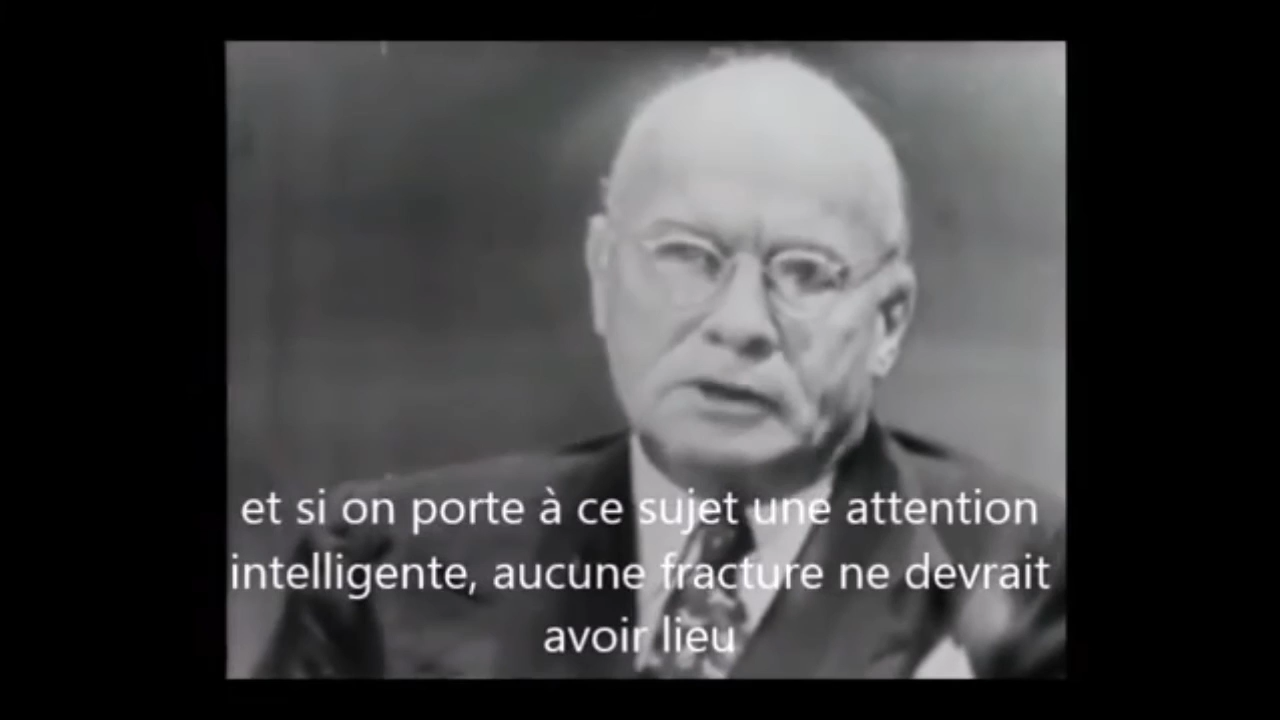 et si on porte à ce sujet une attention
intelligente, aucune fracture ne devrait
avoir lieu